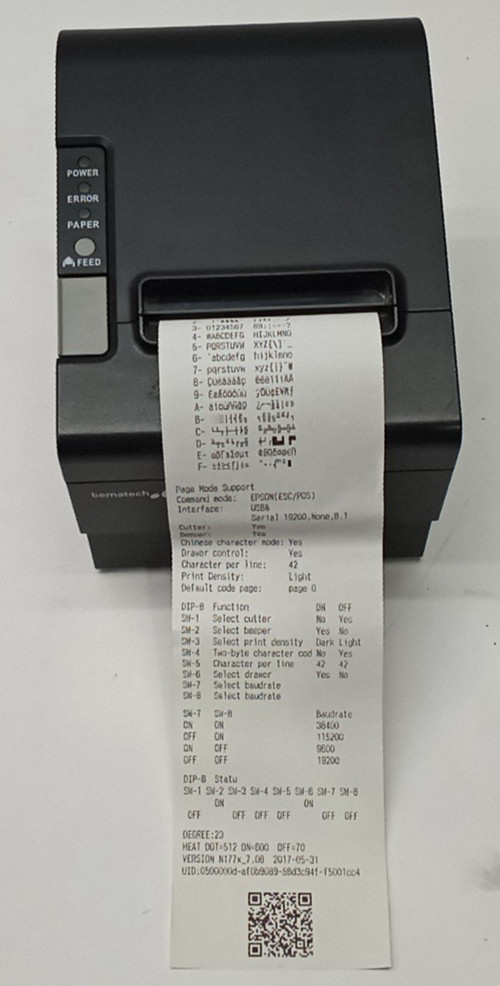 POWER
ERROR
PAPER
FEED
3- 01234567
4- @ABCDEFG HIJKLMNO
5- PQRSTUVW XYZ[\]^_
6- `abcdefg hijklmno
7- pqrstuvw
8-
9-
A-
B-
C-
D-
E-
F-
bematech
Page Mode Support
Command mode: EPSON(ESC/POS)
Interface: USB&
Serial 19200,None,8,1
Cutter: Yes
Beeper: Yes
Chinese character mode: Yes
Drawer control: Yes
Character per line: 42
Print Density: Light
Default code page: page 0
DIP-8 Function ON OFF
SW-1 Select cutter No Yes
SW-2 Select beeper Yes No
SW-3 Select print density Dark Light
SW-4 Two-byte character cod No Yes
SW-5 Character per line 42 42
SW-6 Select drawer Yes No
SW-7 Select baudrate
SW-8 Select baudrate
SW-7 SW-8 Baudrate
ON ON 38400
OFF ON 115200
ON OFF 9600
OFF OFF 19200
DIP-8 Statu
SW-1 SW-2 SW-3 SW-4 SW-5 SW-6 SW-7 SW-8
ON ON
OFF OFF OFF OFF OFF OFF
DEGREE:23
HEAT DOT=512 ON=600 OFF=70
VERSION N177x_7.08 2017-05-31